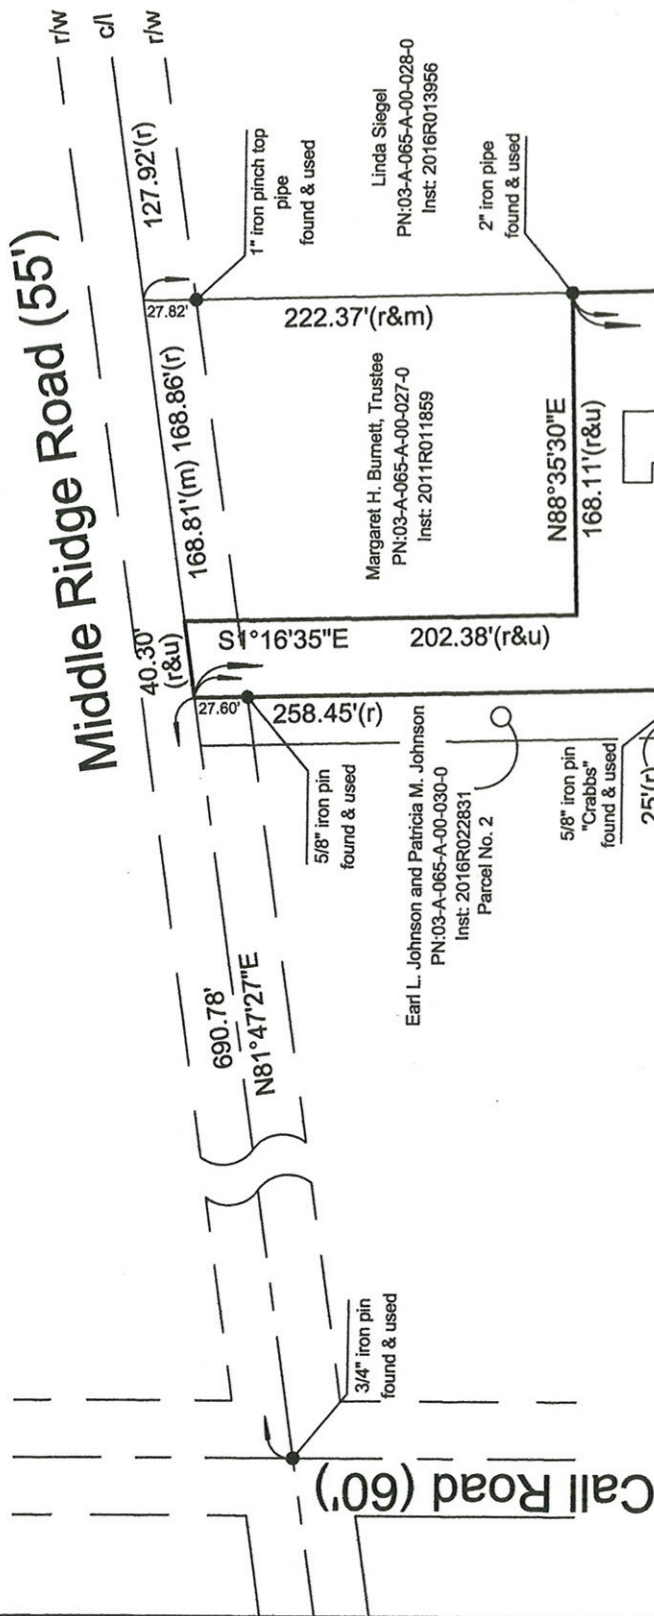 r/w
c/l
r/w
Middle Ridge Road (55')
127.92'(r)
27.82'
168.81'(m) 168.86'(r)
40.30'
(r&u)
27.60'
690.78'
N81°47'27"E
1" iron pinch top
pipe
found & used
Linda Siegel
PN:03-A-065-A-00-028-0
Inst: 2016R013956
2" iron pipe
found & used
222.37'(r&m)
Margaret H. Burnett, Trustee
PN:03-A-065-A-00-027-0
Inst: 2011R011859
N88°35'30"E
168.11'(r&u)
S1°16'35"E
202.38'(r&u)
258.45'(r)
5/8" iron pin
found & used
Earl L. Johnson and Patricia M. Johnson
PN:03-A-065-A-00-030-0
Inst: 2016R022831
Parcel No. 2
5/8" iron pin
"Crabbs"
found & used
25'(r)
3/4" iron pin
found & used
Call Road (60')